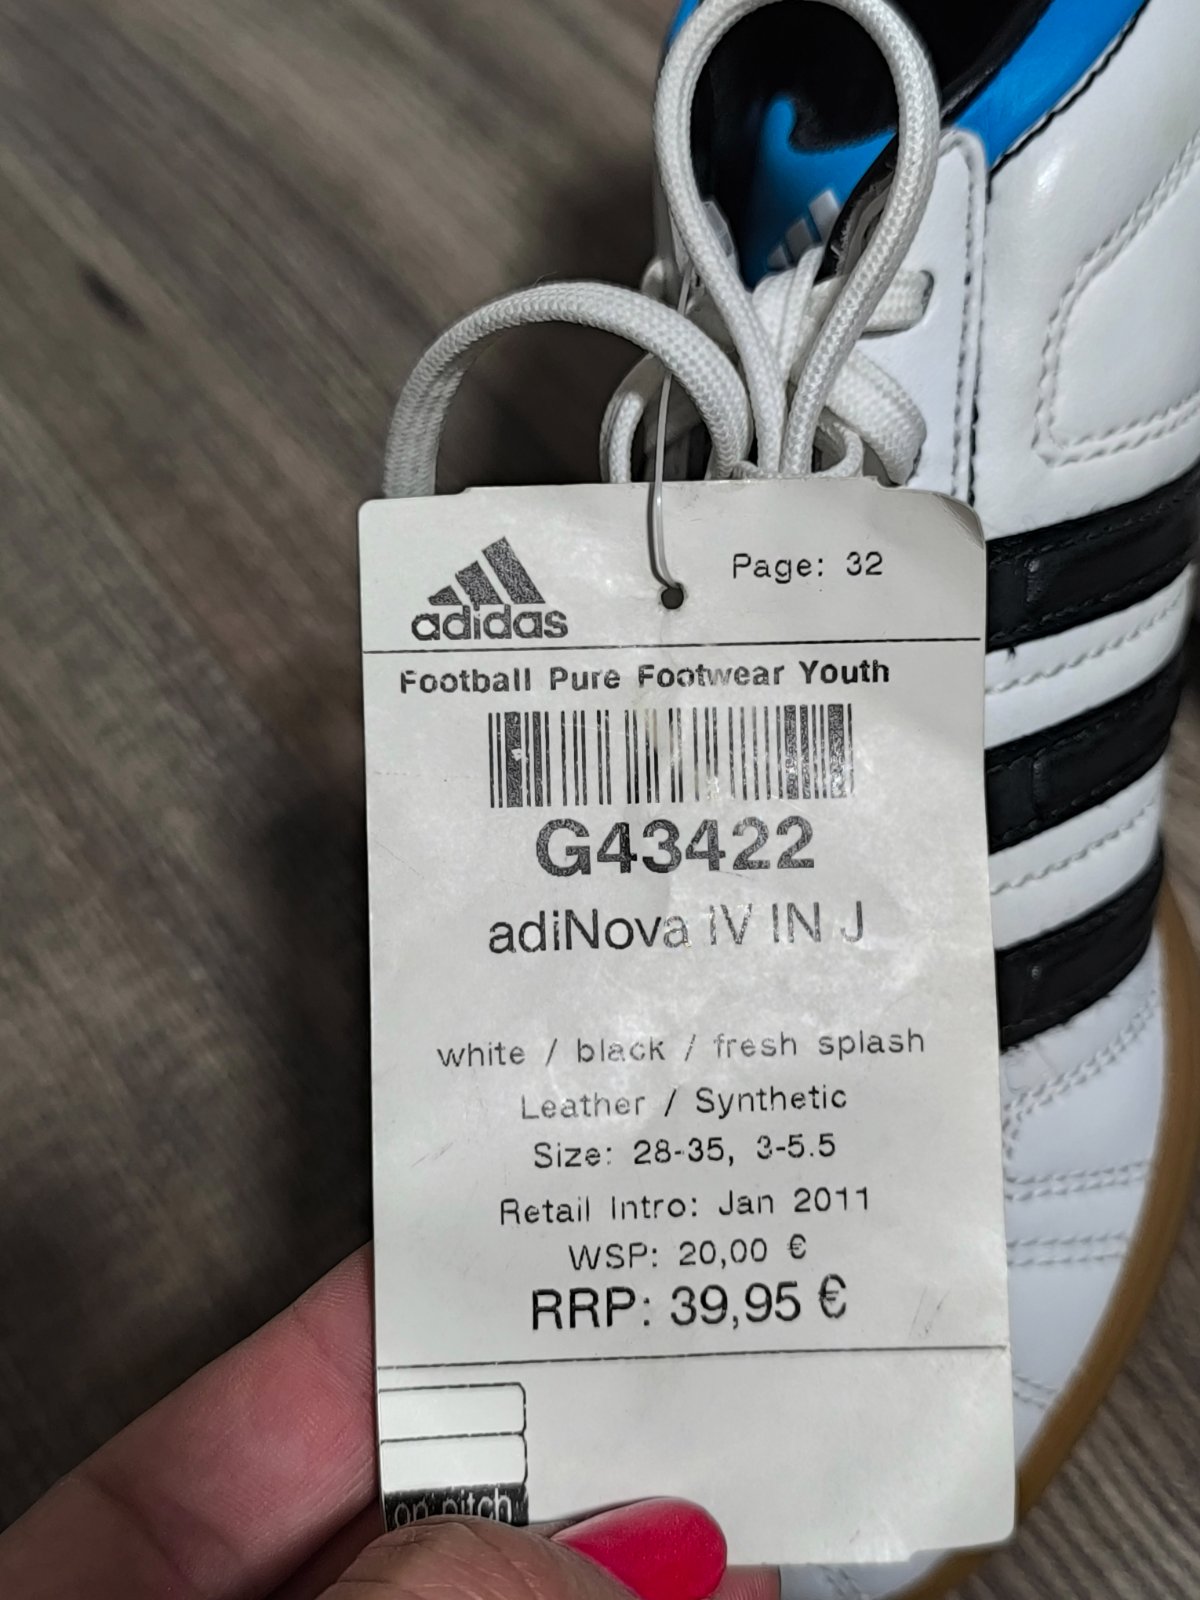 adidas
Page: 32
Football Pure Footwear Youth
G43422
adiNova IV IN J
white / black / fresh splash
Leather / Synthetic
Size: 28-35, 3-5.5
Retail Intro: Jan 2011
WSP: 20,00 €
RRP: 39,95 €
on pitch